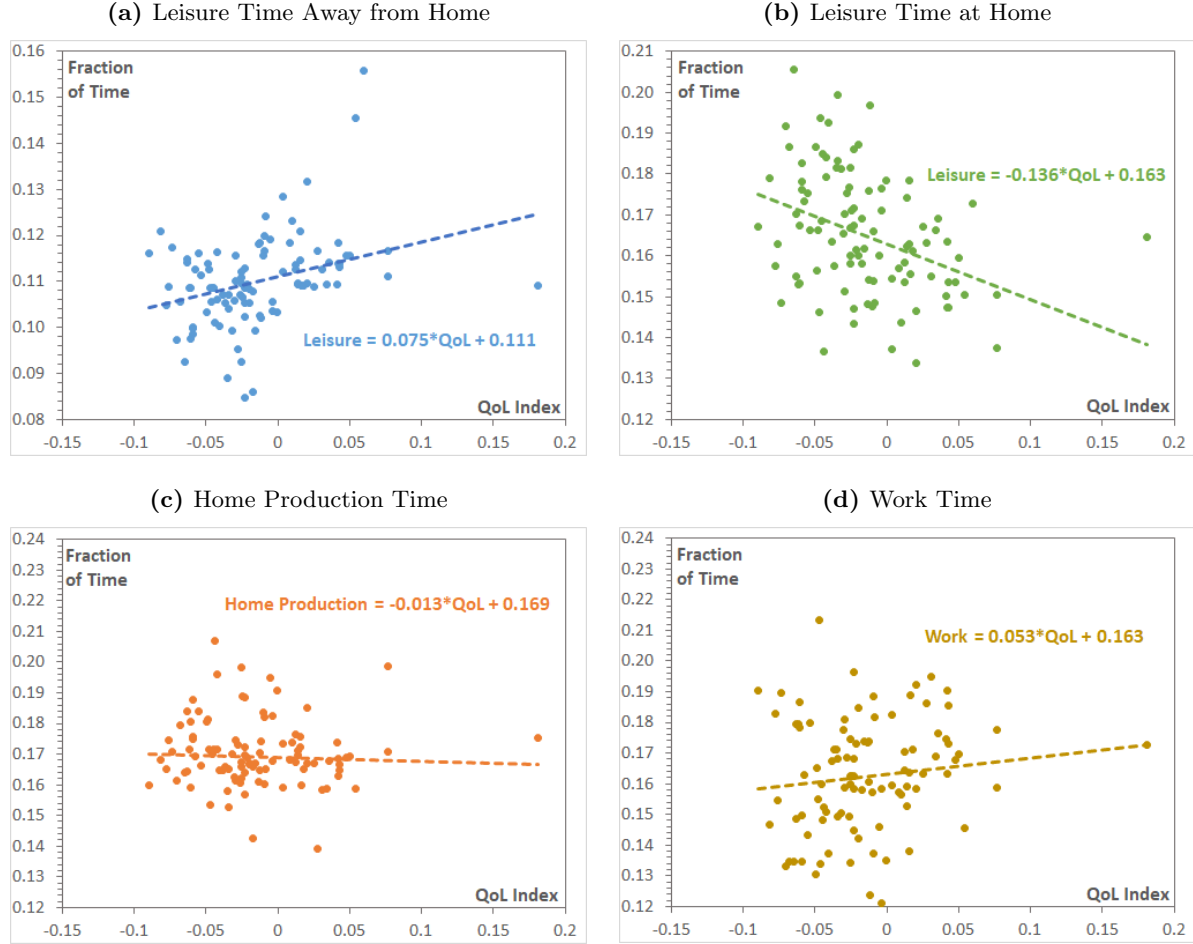 (a) Leisure Time Away from Home
0.16
0.15
0.14
0.13
0.12
0.11
0.10
0.09
0.08
Fraction
of Time
Leisure = 0.075*QoL + 0.111
QoL Index
-0.15 -0.1 -0.05 0 0.05 0.1 0.15 0.2
(b) Leisure Time at Home
0.21
0.20
0.19
0.18
0.17
0.16
0.15
0.14
0.13
0.12
Fraction
of Time
Leisure = -0.136*QoL + 0.163
QoL Index
-0.15 -0.1 -0.05 0 0.05 0.1 0.15 0.2
(c) Home Production Time
0.24
0.23
0.22
0.21
0.20
0.19
0.18
0.17
0.16
0.15
0.14
0.13
0.12
Fraction
of Time
Home Production = -0.013*QoL + 0.169
QoL Index
-0.15 -0.1 -0.05 0 0.05 0.1 0.15 0.2
(d) Work Time
0.24
0.23
0.22
0.21
0.20
0.19
0.18
0.17
0.16
0.15
0.14
0.13
0.12
Fraction
of Time
Work = 0.053*QoL + 0.163
QoL Index
-0.15 -0.1 -0.05 0 0.05 0.1 0.15 0.2